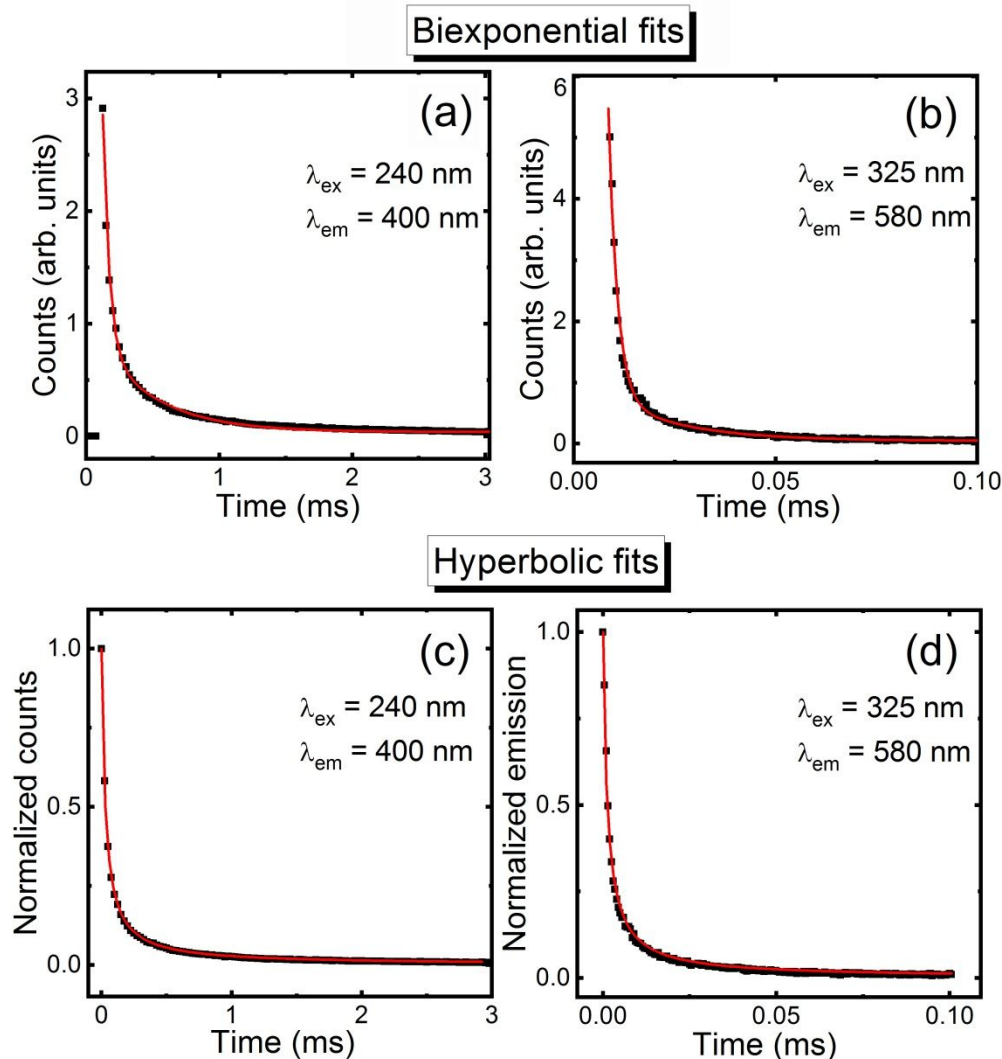 Biexponential fits
(a)
λex = 240 nm
λem = 400 nm
Counts (arb. units)
3
2
1
0
0 1 2 3
Time (ms)
(b)
λex = 325 nm
λem = 580 nm
Counts (arb. units)
6
4
2
0
0.00 0.05 0.10
Time (ms)
Hyperbolic fits
(c)
λex = 240 nm
λem = 400 nm
Normalized counts
1.0
0.5
0.0
0 1 2 3
Time (ms)
(d)
λex = 325 nm
λem = 580 nm
Normalized emission
1.0
0.5
0.0
0.00 0.05 0.10
Time (ms)